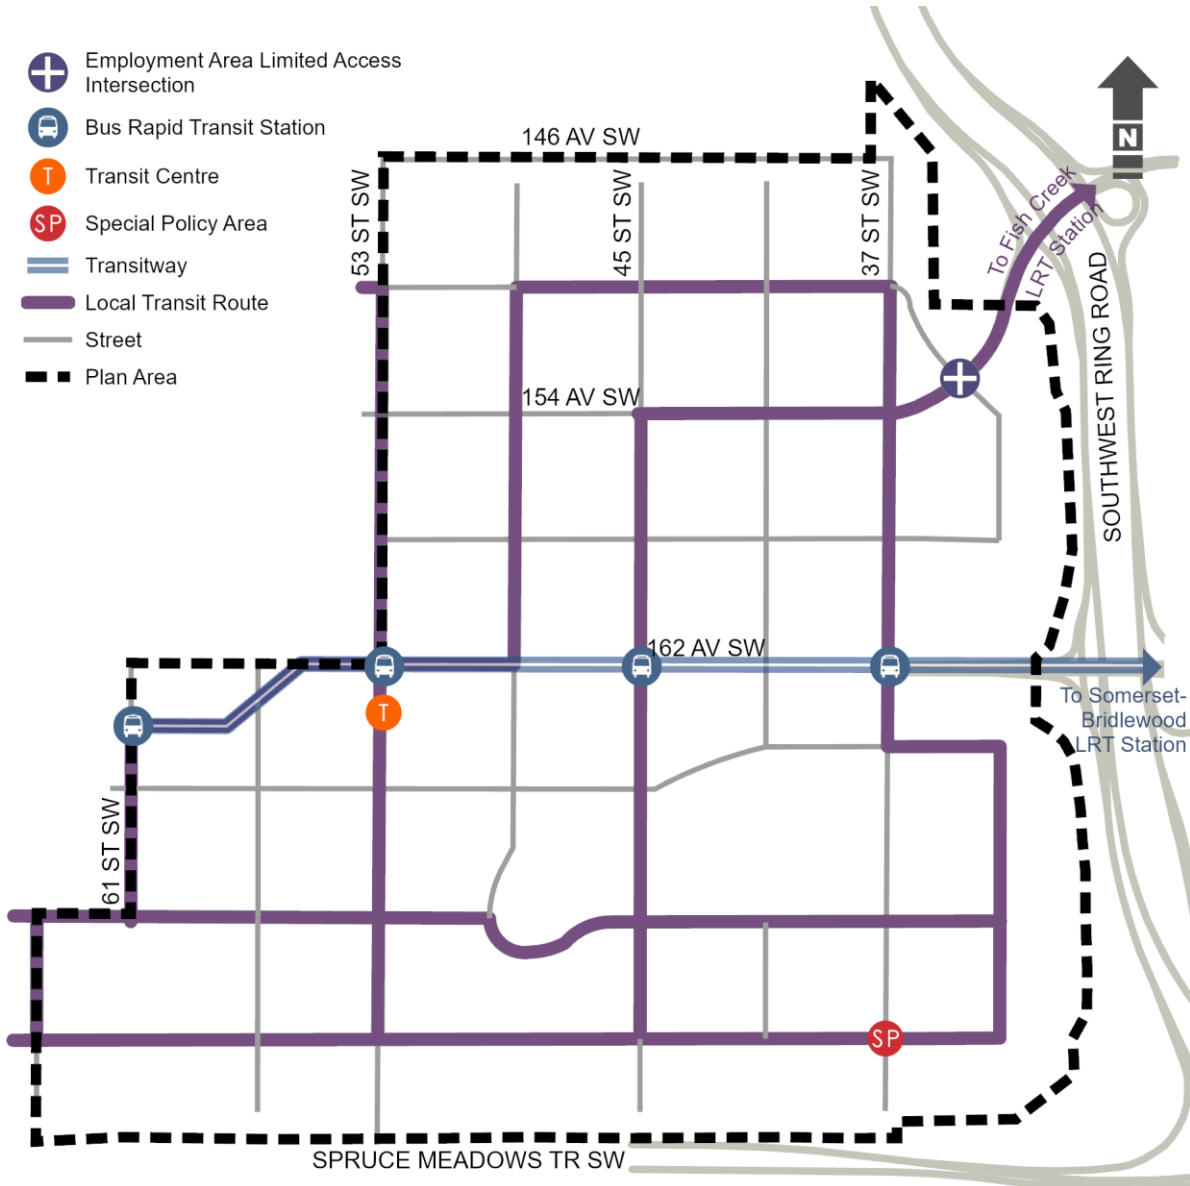 Employment Area Limited Access
Intersection
Bus Rapid Transit Station
T
Transit Centre
SP
Special Policy Area
Transitway
Local Transit Route
Street
Plan Area
146 AV SW
53 ST SW
45 ST SW
37 ST SW
N
To Fish Creek
LRT Station
SOUTHWEST RING ROAD
154 AV SW
162 AV SW
To Somerset-
Bridlewood
LRT Station
T
61 ST SW
SP
SPRUCE MEADOWS TR SW